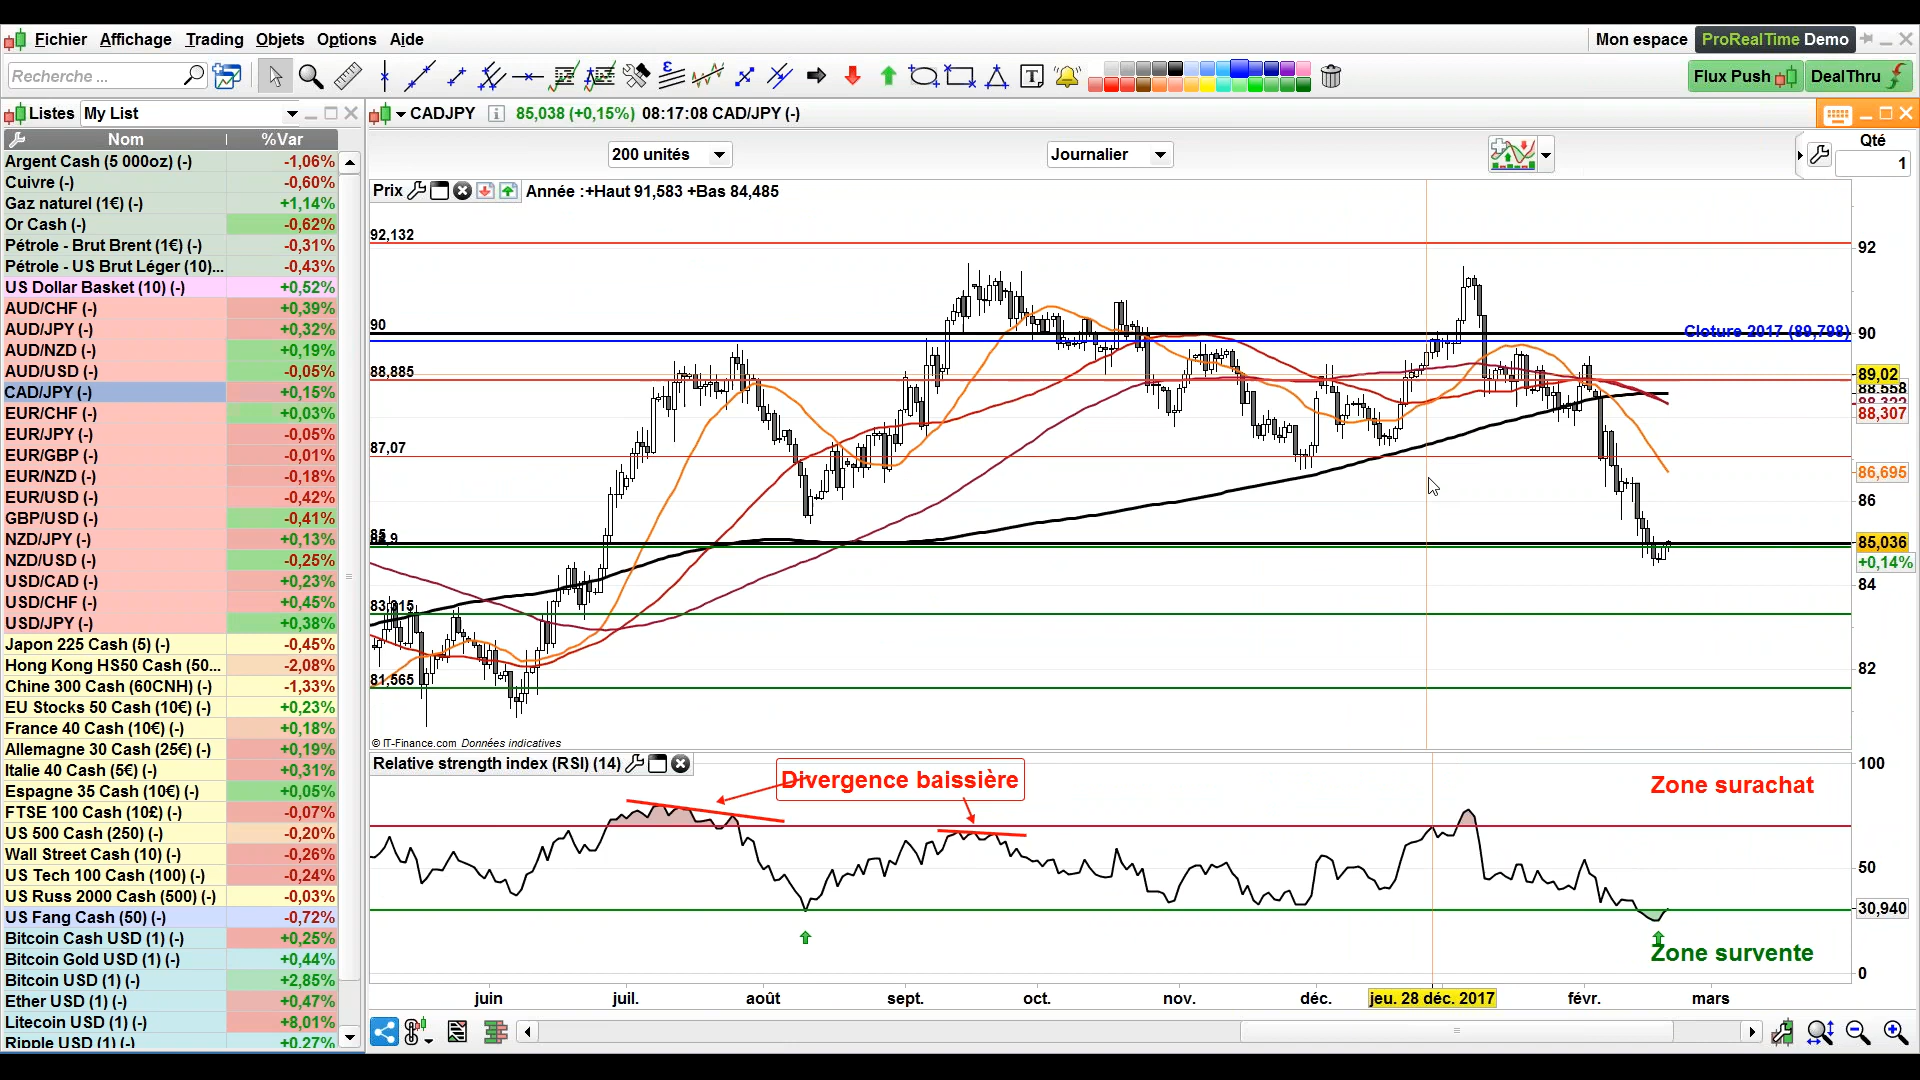 Fichier Affichage Trading Objets Options Aide Mon espace ProRealTime Demo
Recherche ... Flux Push DealThru
Listes My List
Nom %Var
Argent Cash (5 000oz) (-) -1,06%
Cuivre (-) -0,60%
Gaz naturel (1€) (-) +1,14%
Or Cash (-) -0,62%
Pétrole - Brut Brent (1€) (-) -0,31%
Pétrole - US Brut Léger (10)... -0,43%
US Dollar Basket (10) (-) +0,52%
AUD/CHF (-) +0,39%
AUD/JPY (-) +0,32%
AUD/NZD (-) +0,19%
AUD/USD (-) -0,05%
CAD/JPY (-) +0,15%
EUR/CHF (-) +0,03%
EUR/JPY (-) -0,05%
EUR/GBP (-) -0,01%
EUR/NZD (-) -0,18%
EUR/USD (-) -0,42%
GBP/USD (-) -0,41%
NZD/JPY (-) +0,13%
NZD/USD (-) -0,25%
USD/CAD (-) +0,23%
USD/CHF (-) +0,45%
USD/JPY (-) +0,38%
Japon 225 Cash (5) (-) -0,45%
Hong Kong HS50 Cash (50... -2,08%
Chine 300 Cash (60CNH) (-) -1,33%
EU Stocks 50 Cash (10€) (-) +0,23%
France 40 Cash (10€) (-) +0,18%
Allemagne 30 Cash (25€) (-) +0,19%
Italie 40 Cash (5€) (-) +0,31%
Espagne 35 Cash (10€) (-) +0,05%
FTSE 100 Cash (10£) (-) -0,07%
US 500 Cash (250) (-) -0,20%
Wall Street Cash (10) (-) -0,26%
US Tech 100 Cash (100) (-) -0,24%
US Russ 2000 Cash (500) (-) -0,03%
US Fang Cash (50) (-) -0,72%
Bitcoin Cash USD (1) (-) +0,25%
Bitcoin Gold USD (1) (-) +0,44%
Bitcoin USD (1) (-) +2,85%
Ether USD (1) (-) +0,47%
Litecoin USD (1) (-) +8,01%
Ripple USD (1) (-) +0,27%
CADJPY 85,038 (+0,15%) 08:17:08 CAD/JPY (-)
200 unités Journalier Qté
1
Prix Année :+Haut 91,583 +Bas 84,485
92,132
92
90
Cloture 2017 (89,798)
90
88,885
89,02
88,307
87,07
86,695
86
85
85,036
+0,14%
84
83,315
82
81,565
© IT-Finance.com Données indicatives
Relative strength index (RSI) (14)
Divergence baissière
Zone surachat
100
50
30,940
Zone survente
0
juin juil. août sept. oct. nov. déc. jeu. 28 déc. 2017 févr. mars